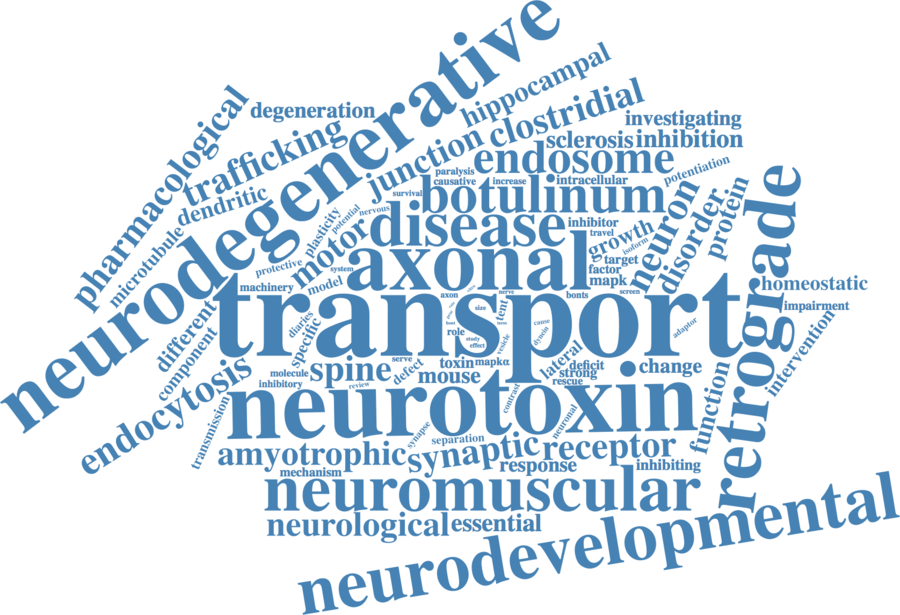 neurodegenerative
hippocampal
pharmacological
degeneration
trafficking
junction
clostridial
investigating
sclerosis
inhibition
endosome
dendritic
microtubule
paralysis
causative
increase
intracellular
potentiation
survival
botulinum
plasticity
potential
nervous
motor
disease
inhibitor
travel
growth
isoform
neuron
disorder
protein
retrograde
protective
system
axonal
target
factor
mapk
machinery
model
homeostatic
transport
axon
nerve
bonts
screen
size
tent
impairment
different
component
diaries
specific
role
study
effect
vesicle
cause
dynein
adaptor
intervention
endocytosis
molecule
inhibitory
spine
serve
review
defect
toxin
mapkα
mouse
lateral
deficit
strong
rescue
change
neurotoxin
contrast
neuronal
function
transmission
synapse
separation
amyotrophic
synaptic
receptor
mechanism
response
inhibiting
neuromuscular
neurological
essential
neurodevelopmental